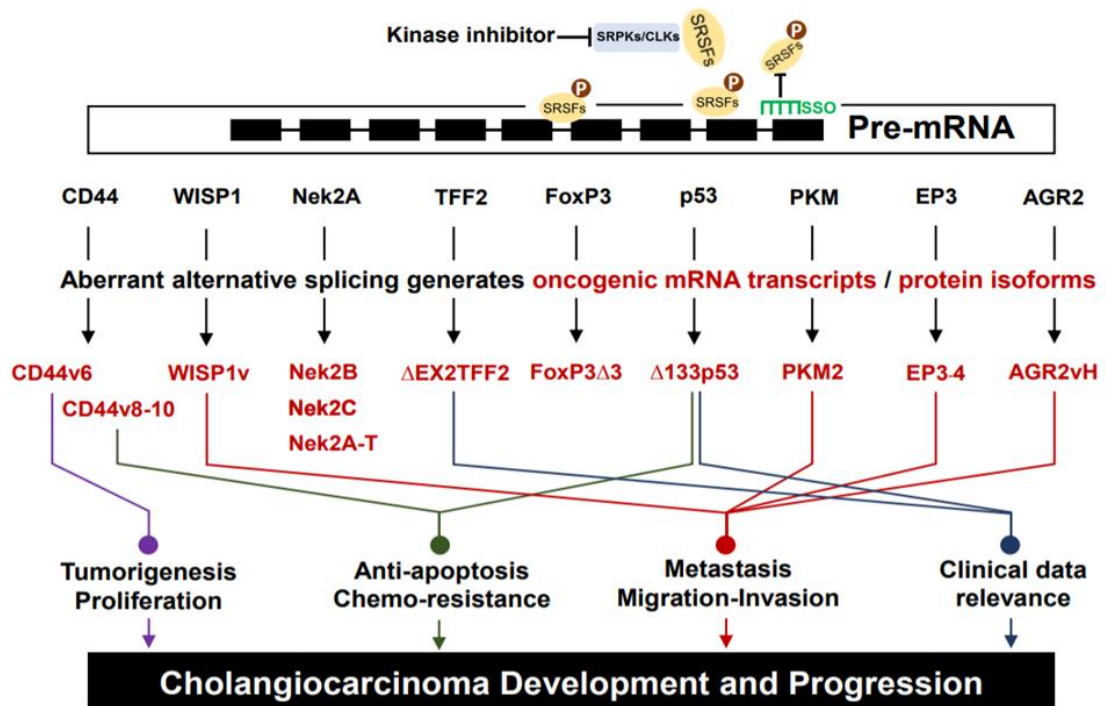 Kinase inhibitor
SRPKs/CLKs
SRSFs
P
SRSFs
P
SRSFs
P
SRSFs
SSO
Pre-mRNA
CD44 WISP1 Nek2A TFF2 FoxP3 p53 PKM EP3 AGR2
Aberrant alternative splicing generates oncogenic mRNA transcripts / protein isoforms
CD44v6 WISP1v Nek2B ΔEX2TFF2 FoxP3Δ3 Δ133p53 PKM2 EP3-4 AGR2vH
CD44v8-10 Nek2C
Nek2A-T
Tumorigenesis
Proliferation
Anti-apoptosis
Chemo-resistance
Metastasis
Migration-Invasion
Clinical data
relevance
Cholangiocarcinoma Development and Progression